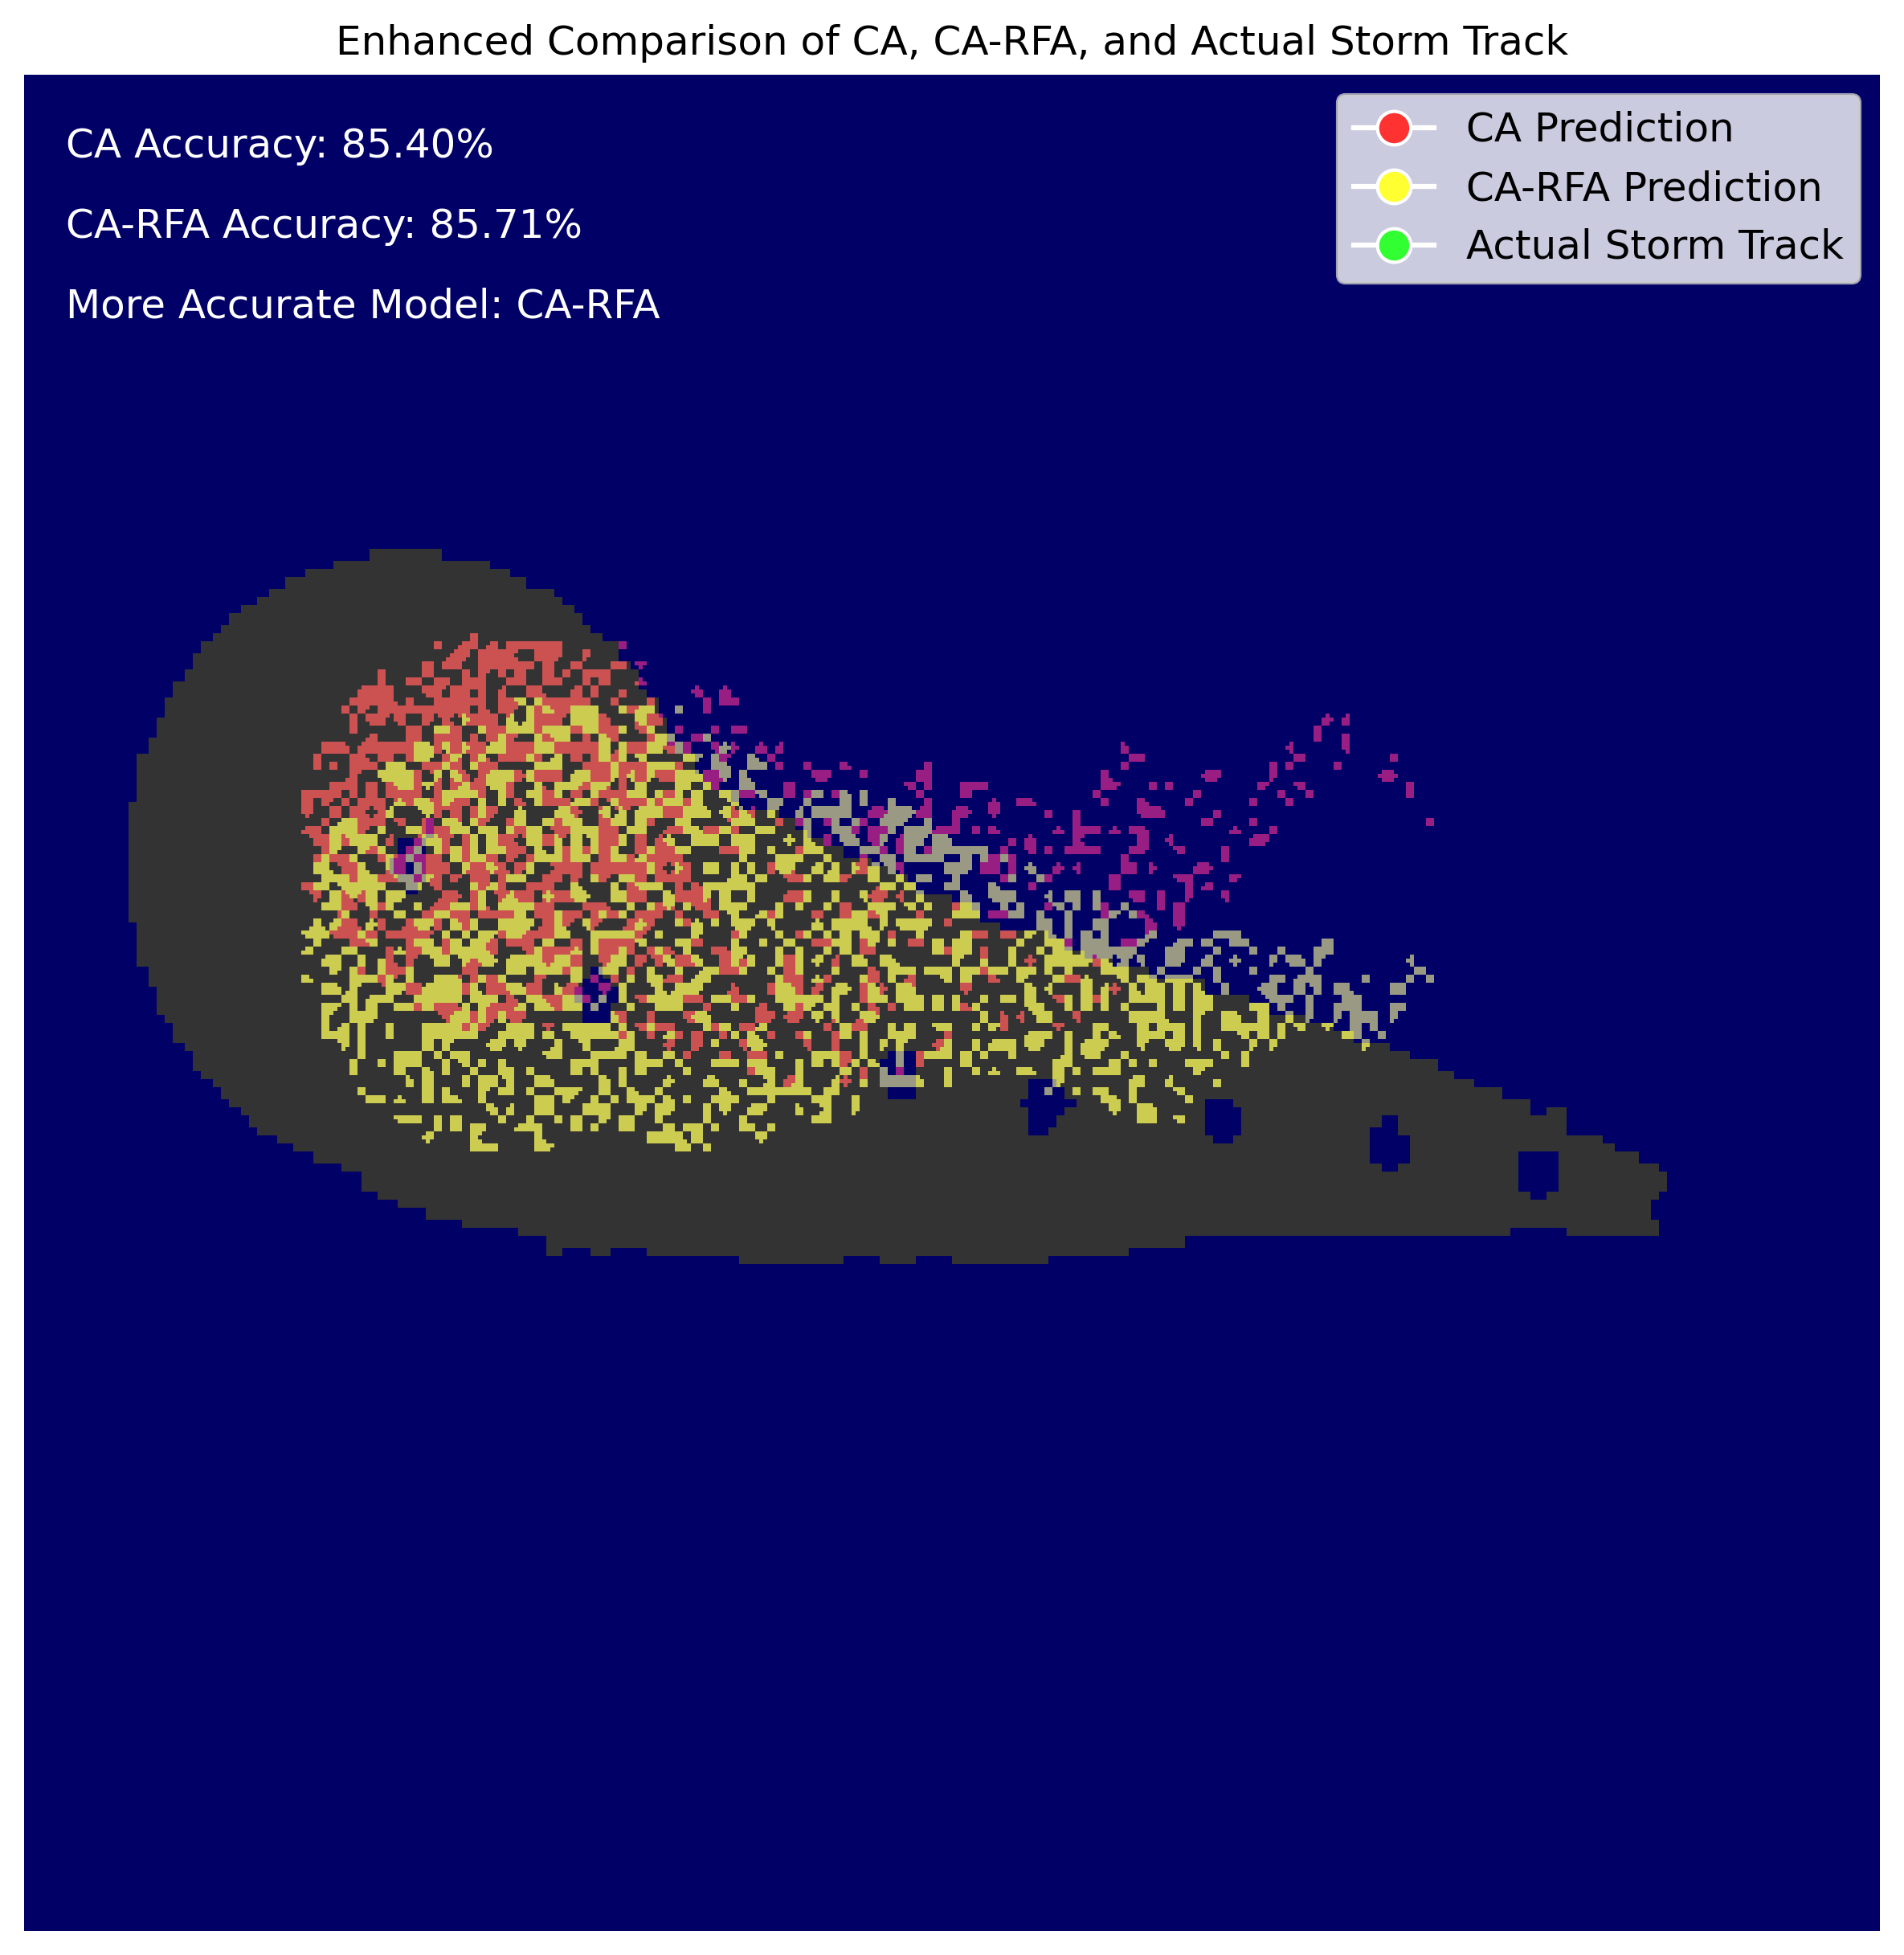 Enhanced Comparison of CA, CA-RFA, and Actual Storm Track
CA Accuracy: 85.40%
CA-RFA Accuracy: 85.71%
More Accurate Model: CA-RFA
CA Prediction
CA-RFA Prediction
Actual Storm Track